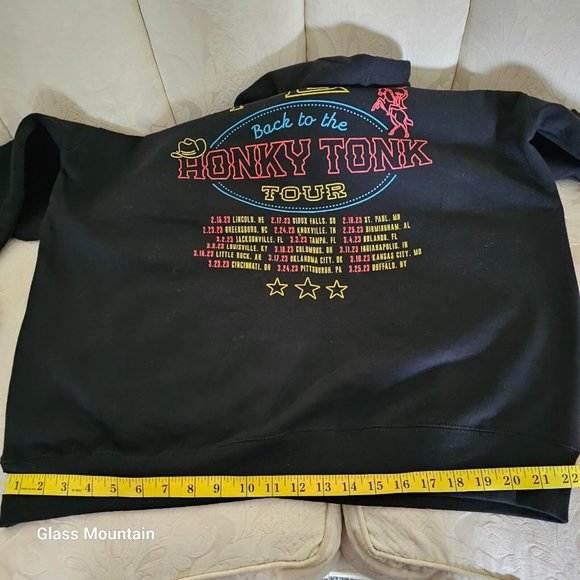 Back to the
HONKY TONK
TOUR
2.16.23 LINCOLN, NE 2.17.23 SIOUX FALLS, SD 2.18.23 ST. PAUL, MN
2.23.23 GREENSBORO, NC 2.24.23 KNOXVILLE, TN 2.25.23 BIRMINGHAM, AL
3.2.23 JACKSONVILLE, FL 3.3.23 TAMPA, FL 3.4.23 ORLANDO, FL
3.9.23 LOUISVILLE, KY 3.10.23 COLUMBUS, OH 3.11.23 INDIANAPOLIS, IN
3.16.23 LITTLE ROCK, AR 3.17.23 OKLAHOMA CITY, OK 3.18.23 KANSAS CITY, MO
3.23.23 CINCINNATI, OH 3.24.23 PITTSBURGH, PA 3.25.23 BUFFALO, NY
1 2 3 4 5 6 7 8 9 10 11 12 13 14 15 16 17 18 19 20 21 22
Glass Mountain